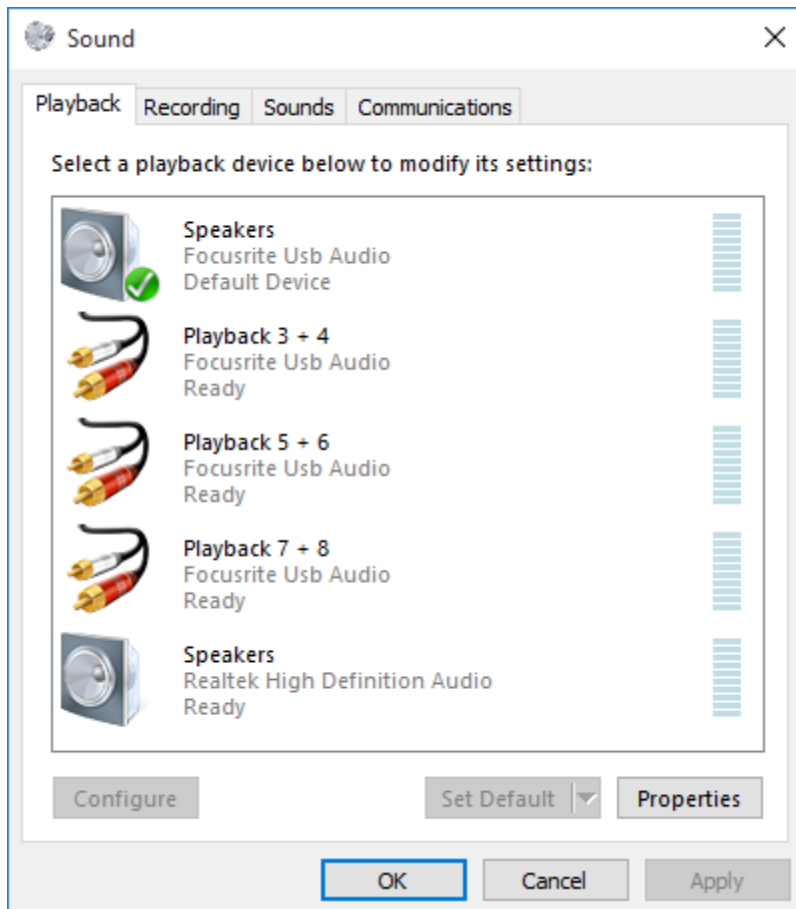 Sound
Playback Recording Sounds Communications
Select a playback device below to modify its settings:
Speakers
Focusrite Usb Audio
Default Device
Playback 3 + 4
Focusrite Usb Audio
Ready
Playback 5 + 6
Focusrite Usb Audio
Ready
Playback 7 + 8
Focusrite Usb Audio
Ready
Speakers
Realtek High Definition Audio
Ready
Configure Set Default Properties
OK Cancel Apply